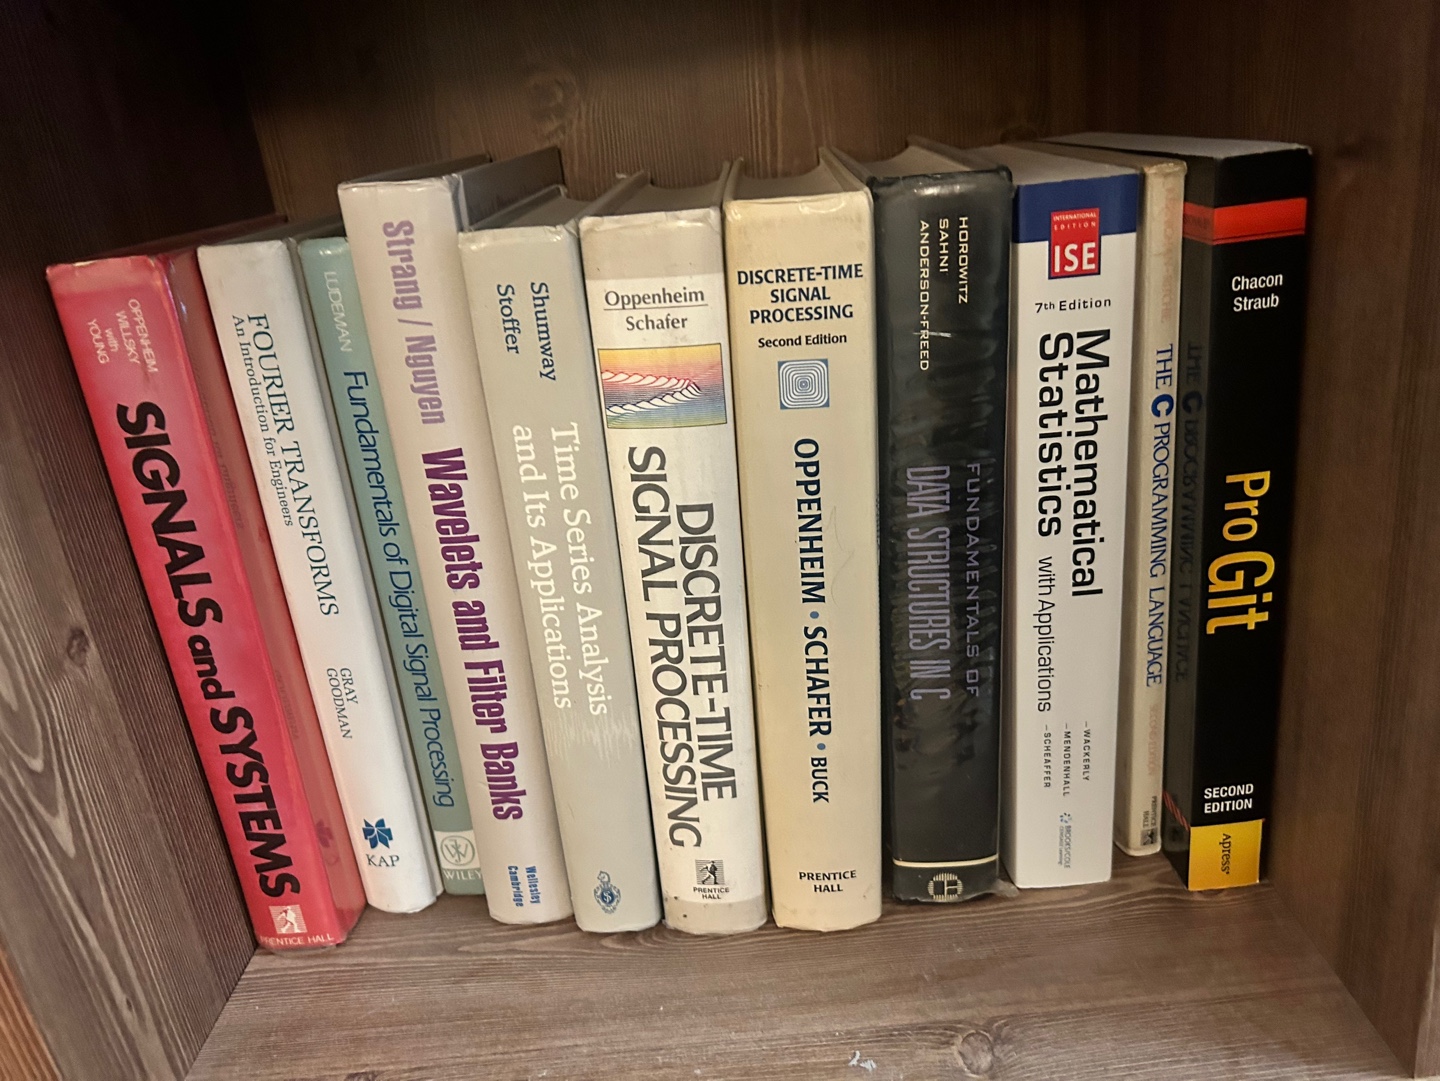 OPPENHEIM
WILLSKY
with
YOUNG
SIGNALS and SYSTEMS
PRENTICE HALL
FOURIER TRANSFORMS
An Introduction for Engineers
GRAY
GOODMAN
KAP
LUDEMAN
Fundamentals of Digital Signal Processing
WILEY
Strang / Nguyen
Wavelets and Filter Banks
Wellesley
Cambridge
Shumway
Stoffer
Time Series Analysis
and Its Applications
Oppenheim
Schafer
DISCRETE-TIME
SIGNAL PROCESSING
PRENTICE
HALL
DISCRETE-TIME
SIGNAL
PROCESSING
Second Edition
OPPENHEIM • SCHAFER • BUCK
PRENTICE
HALL
HOROWITZ
SAHNI
ANDERSON-FREED
FUNDAMENTALS OF
DATA STRUCTURES IN C
INTERNATIONAL
EDITION
ISE
7th Edition
Mathematical
Statistics
with Applications
– WACKERLY
– MENDENHALL
– SCHEAFFER
BROOKS/COLE
THE C PROGRAMMING LANGUAGE
PRENTICE
HALL
Chacon
Straub
Pro Git
SECOND
EDITION
Apress®